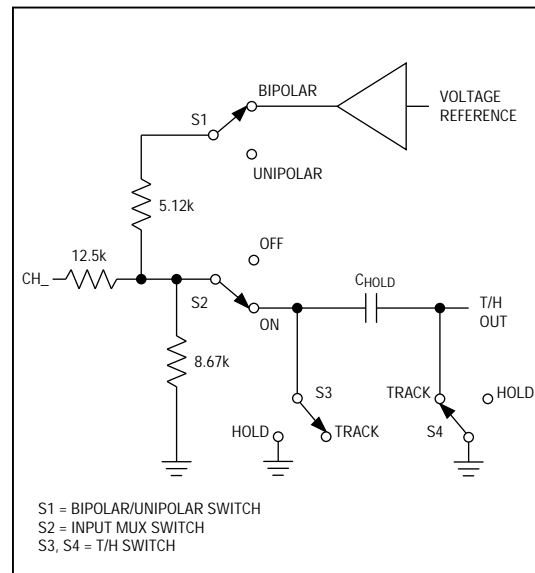 BIPOLAR
VOLTAGE
REFERENCE
S1
UNIPOLAR
5.12k
OFF
12.5k
CH_
CHOLD
T/H
OUT
S2
ON
8.67k
S3
TRACK
HOLD
HOLD
TRACK
S4
S1 = BIPOLAR/UNIPOLAR SWITCH
S2 = INPUT MUX SWITCH
S3, S4 = T/H SWITCH